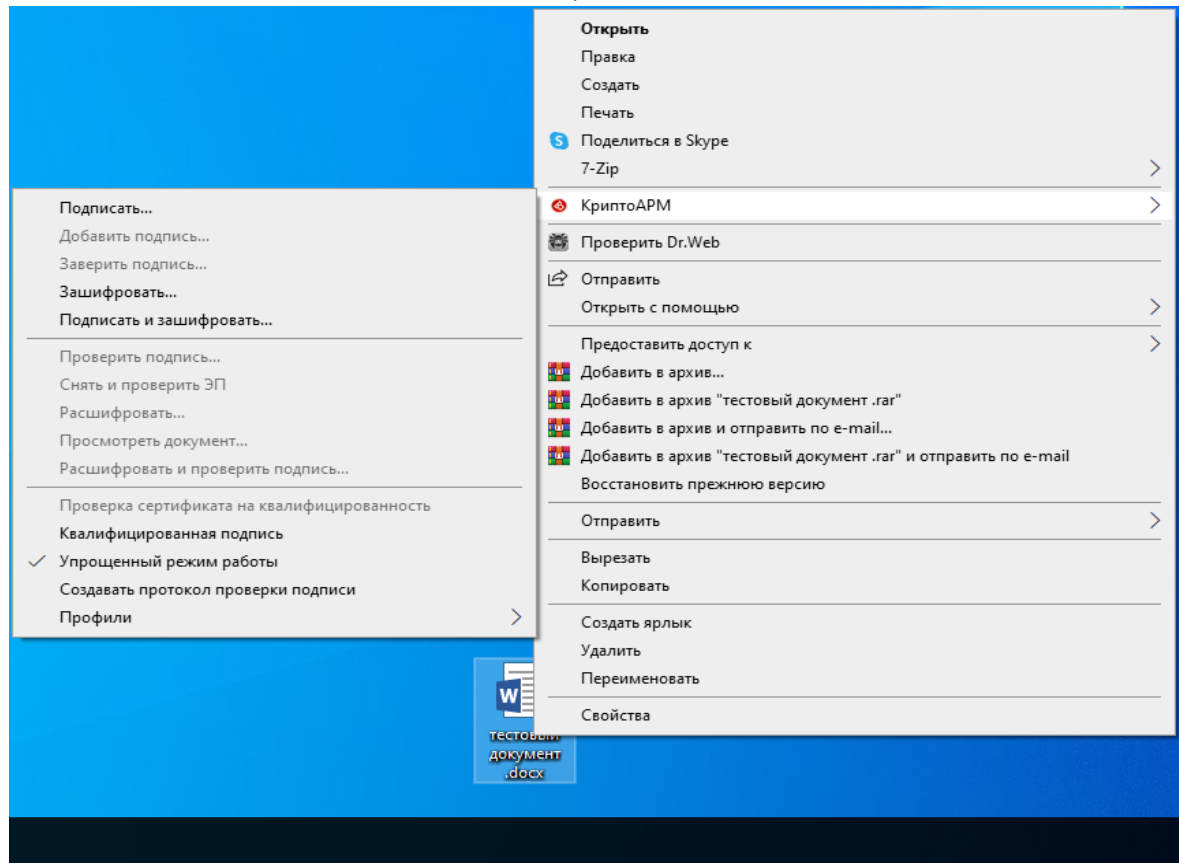 Открыть
Правка
Создать
Печать
Поделиться в Skype
7-Zip
КриптоАРМ
Проверить Dr.Web
Отправить
Открыть с помощью
Предоставить доступ к
Добавить в архив...
Добавить в архив "тестовый документ .rar"
Добавить в архив и отправить по e-mail...
Добавить в архив "тестовый документ .rar" и отправить по e-mail
Восстановить прежнюю версию
Отправить
Вырезать
Копировать
Создать ярлык
Удалить
Переименовать
Свойства
Подписать...
Добавить подпись...
Заверить подпись...
Зашифровать...
Подписать и зашифровать...
Проверить подпись...
Снять и проверить ЭП
Расшифровать...
Просмотреть документ...
Расшифровать и проверить подпись...
Проверка сертификата на квалифицированность
Квалифицированная подпись
Упрощенный режим работы
Создавать протокол проверки подписи
Профили
W
тестовый
документ
.docx